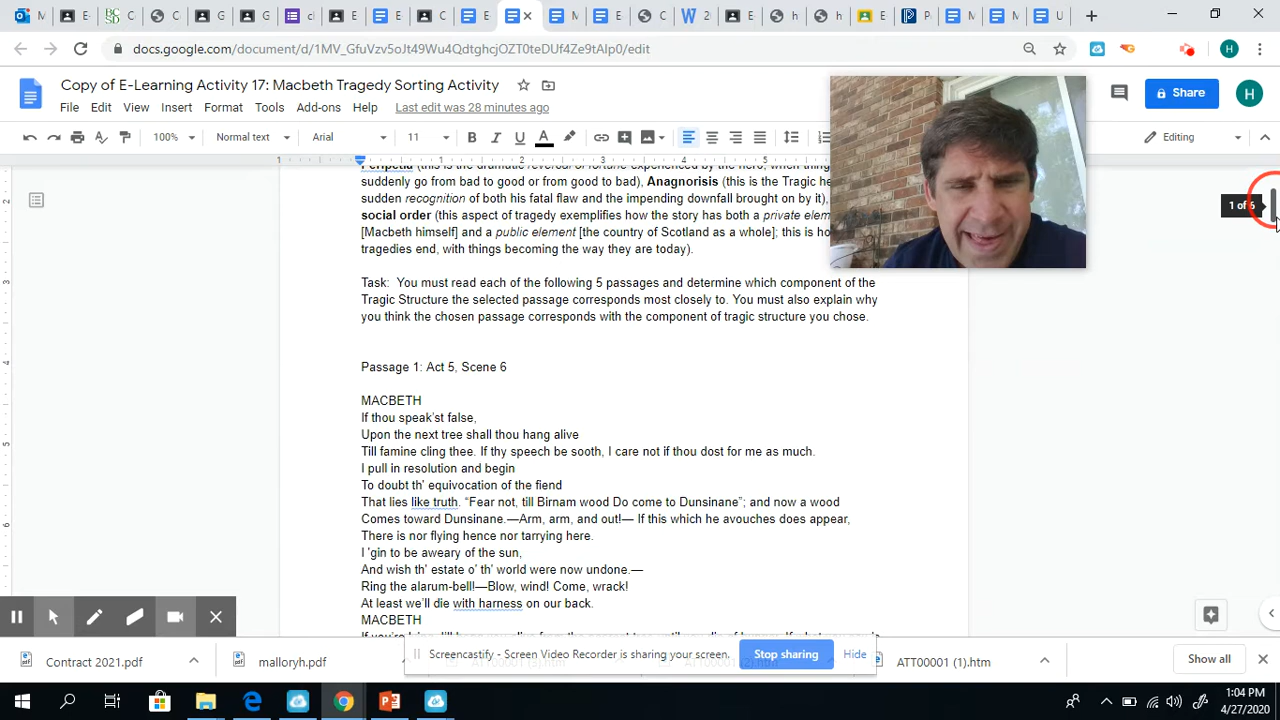 docs.google.com/document/d/1MV_GfuVzv5oUt49Wu4QdtghcjOZT0teDUf4Ze9tAIp0/edit
Copy of E-Learning Activity 17: Macbeth Tragedy Sorting Activity
File Edit View Insert Format Tools Add-ons Help Last edit was 28 minutes ago
Share
H
100% Normal text Arial 11 Editing
suddenly go from bad to good or from good to bad), Anagnorisis (this is the Tragic
sudden recognition of both his fatal flaw and the impending downfall brought on by it),
social order (this aspect of tragedy exemplifies how the story has both a private
[Macbeth himself] and a public element [the country of Scotland as a whole]; this is
tragedies end, with things becoming the way they are today).
Task: You must read each of the following 5 passages and determine which component of the
Tragic Structure the selected passage corresponds most closely to. You must also explain why
you think the chosen passage corresponds with the component of tragic structure you chose.
Passage 1: Act 5, Scene 6
MACBETH
If thou speak'st false,
Upon the next tree shall thou hang alive
Till famine cling thee. If thy speech be sooth, I care not if thou dost for me as much.
I pull in resolution and begin
To doubt th' equivocation of the fiend
That lies like truth. “Fear not, till Birnam wood Do come to Dunsinane”; and now a wood
Comes toward Dunsinane.—Arm, arm, and out!— If this which he avouches does appear,
There is nor flying hence nor tarrying here.
I 'gin to be aweary of the sun,
And wish th' estate o' th' world were now undone.—
Ring the alarum-bell!—Blow, wind! Come, wrack!
At least we'll die with harness on our back.
MACBETH
1 of 6
Screencastify - Screen Video Recorder is sharing your screen. Stop sharing Hide
Contract 2021.pdf malloryh.pdf ATT00001 (1).htm Show all
1:04 PM
4/27/2020